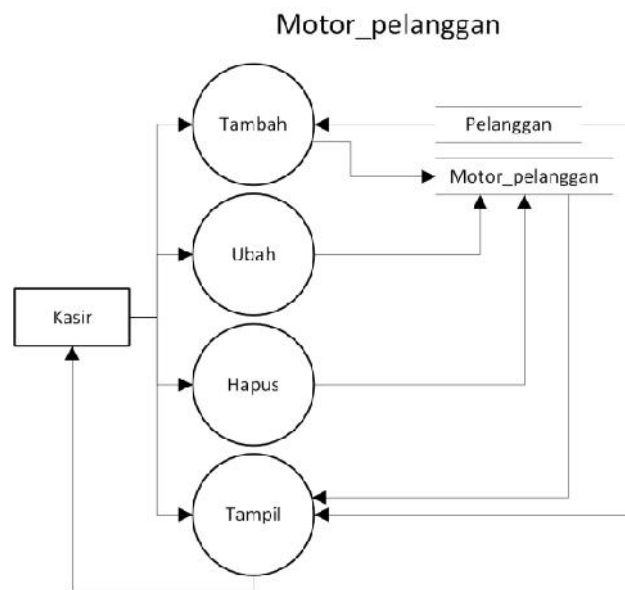 Motor_pelanggan
Tambah
Pelanggan
Motor_pelanggan
Ubah
Kasir
Hapus
Tampil